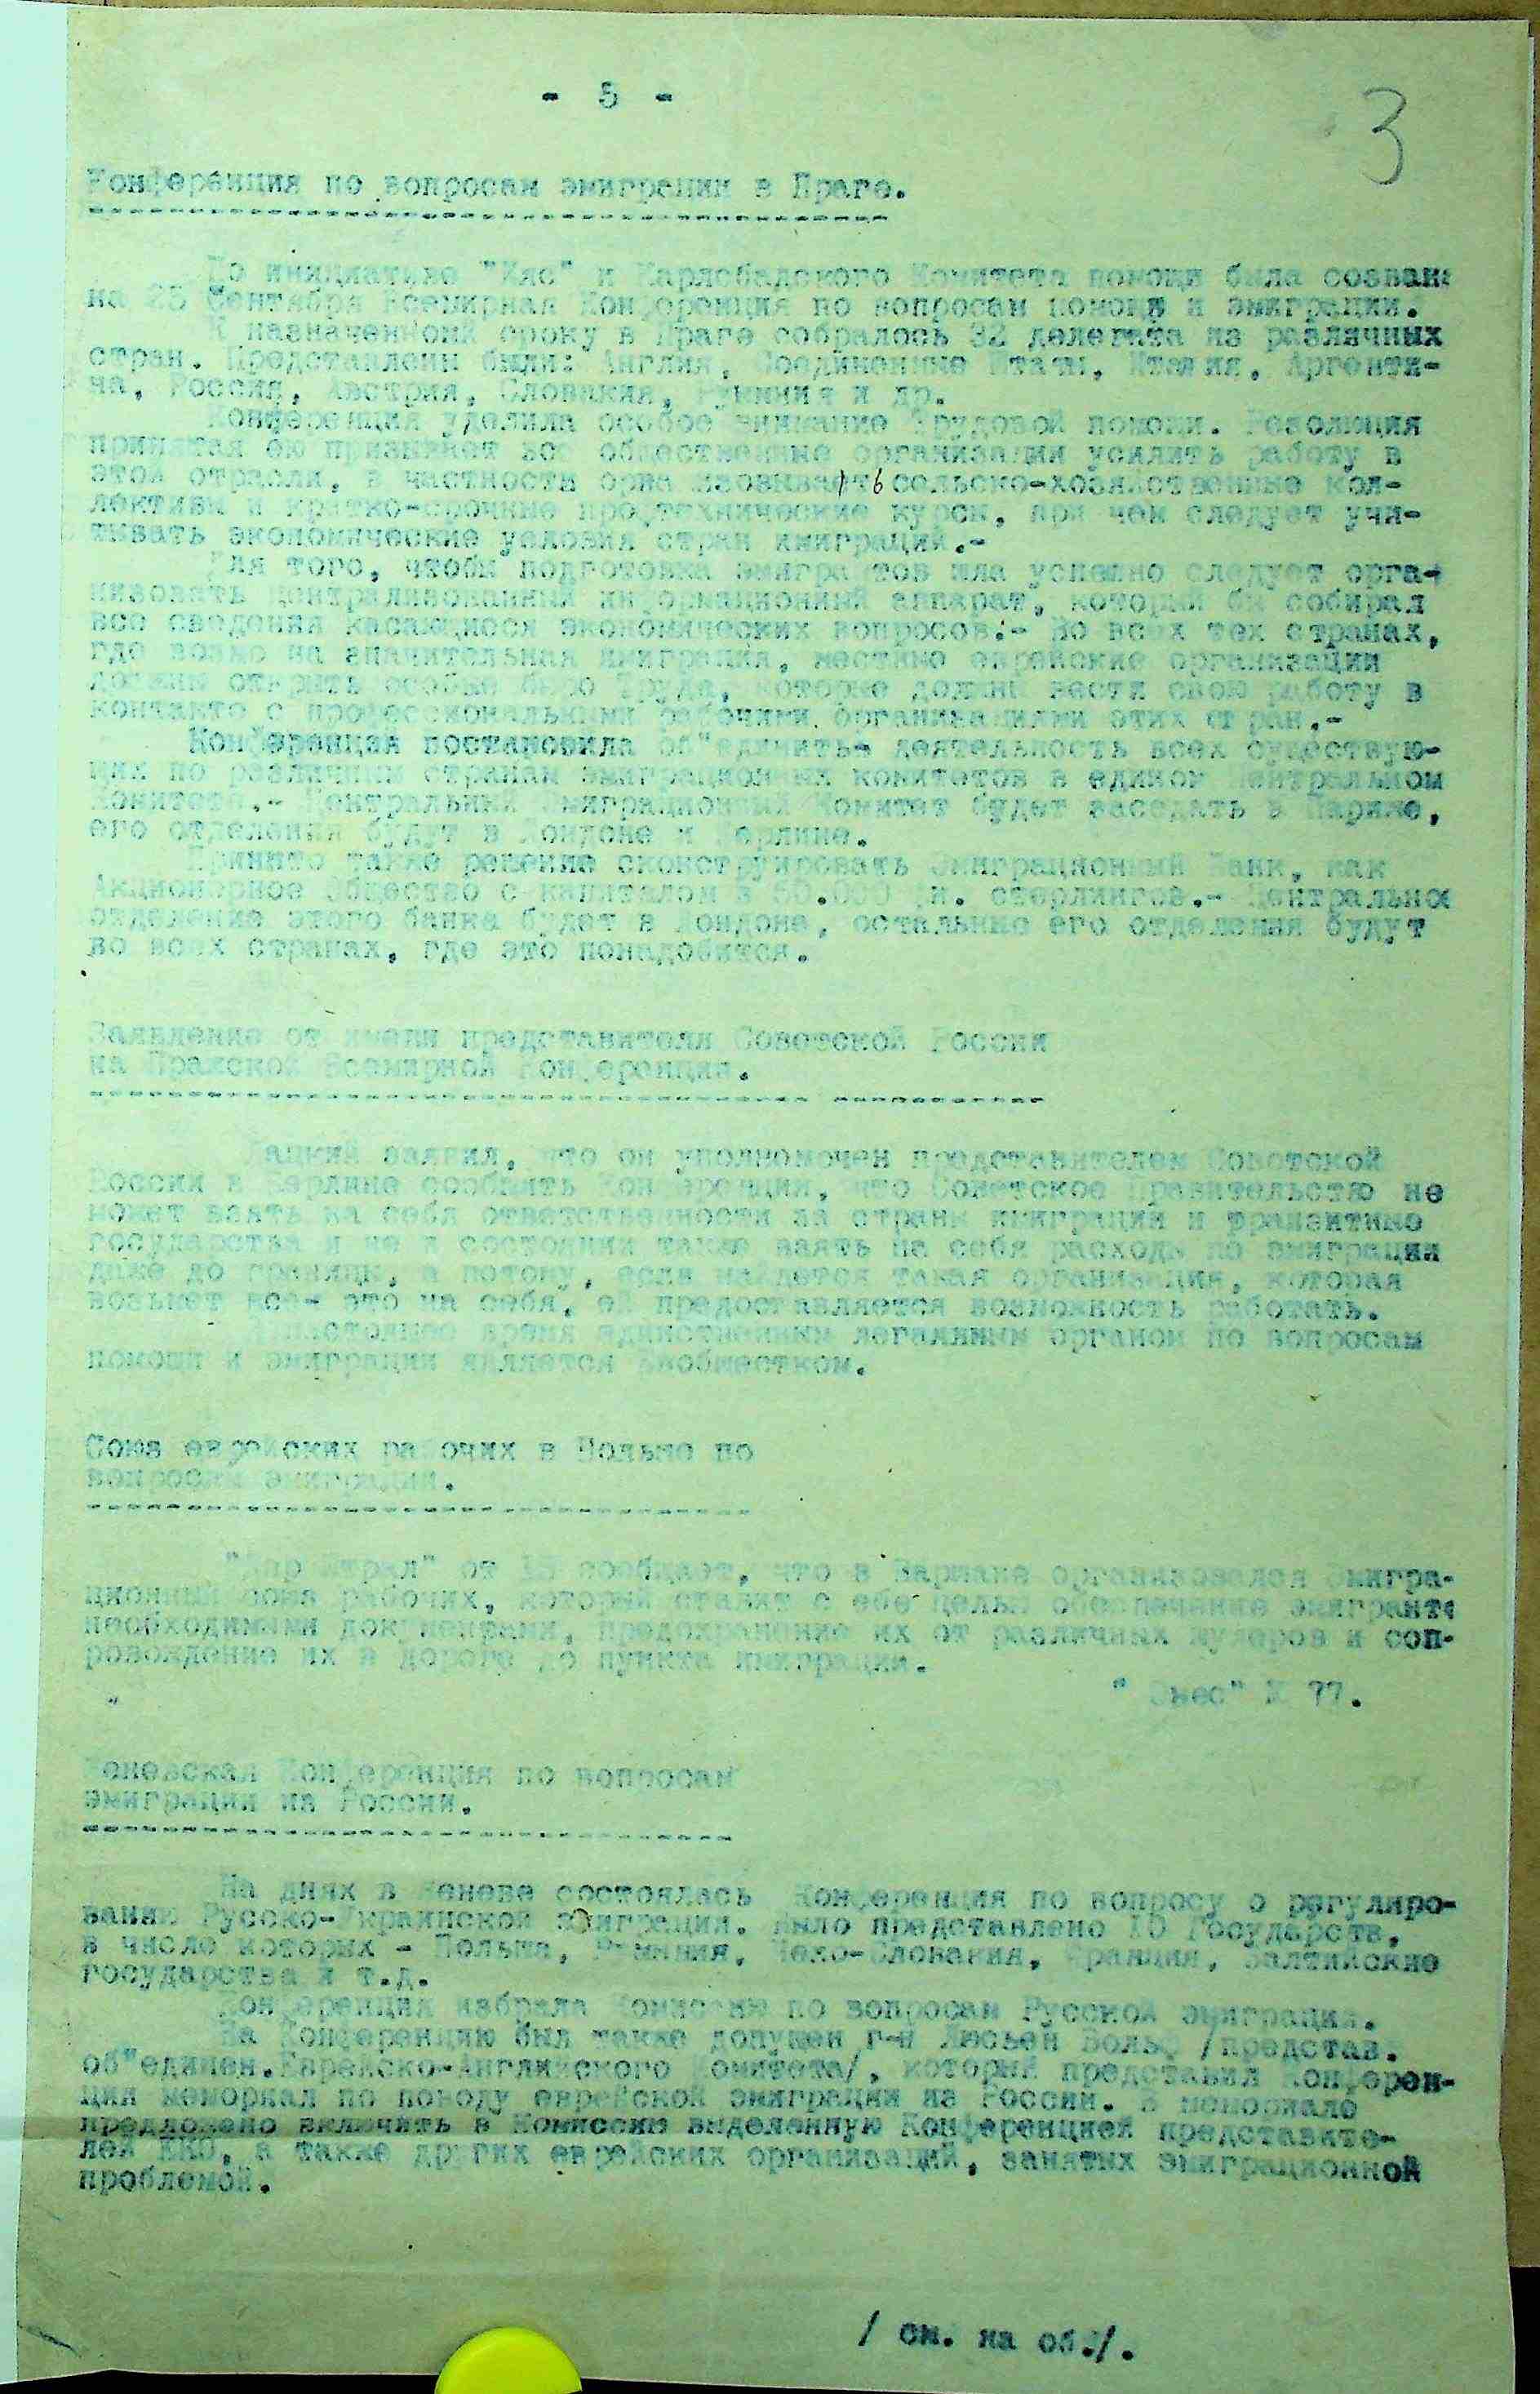 - 5 -
3
Конференция по вопросам эмиграции в Праге.
По инициативе "Хяс" и Карлсбадского Комитета помощи была созвана
на 25 Сентября Всемирная Конференция по вопросам помощи и эмиграции.
К назначенной сроку в Праге собралось 32 делегата из различных
стран. Представлены были: Англия, Соединенные Штаты, Италия, Аргенти-
на, Россия, Австрия, Словакия, Румыния и др.
Конференция уделила особое внимание Трудовой помощи. Резолюция
принятая ею призывает все общественные организации усилить работу в
этой отрасли, в частности организовывать сельско-хозяйственные кол-
лективы и кратко-срочные профтехнические курсы, при чем следует учи-
тывать экономические условия стран иммиграции.-
Для того, чтобы подготовка эмигрантов шла успешно следует орга-
низовать централизованный информационный аппарат, который бы собирал
все сведения касающиеся экономических вопросов.- Во всех тех странах,
где возможна значительная иммиграция, местные еврейские организации
должны открыть особые бюро труда, которые должны вести свою работу в
контакте с профессиональными рабочими организациями этих стран.-
Конференция постановила об"единить деятельность всех существую-
щих по различным странам эмиграционных комитетов в едином Центральном
Комитете.- Центральный Эмиграционный Комитет будет заседать в Париже,
его отделения будут в Лондоне и Берлине.
Принято также решение сконструировать Эмиграционный Банк, как
Акционерное Общество с капиталом в 50.000 ф. стерлингов.- Центральное
отделение этого банка будет в Лондоне, остальные его отделения будут
во всех странах, где это понадобится.
Заявление от имени представителя Советской России
на Пражской Всемирной Конференции.
заявил, что он уполномочен представителем Советской
России в Берлине сообщить Конференции, что Советское Правительство не
может взять на себя ответственности за страны иммиграции и транзитные
государства и не в состоянии также взять на себя расходы по эмиграции
даже до границы, а потому, если найдется такая организация, которая
возьмет все- это на себя, ей предоставляется возможность работать.
В настоящее время единственным легальным органом по вопросам
помощи и эмиграции является
Союз еврейских рабочих в Польше по
вопросам эмиграции.
от 15 сообщает, что в Варшаве организовался Эмигра-
ционный союз рабочих, который ставит себе целью обеспечение эмигранта
необходимыми документами, предохранение их от различных жулеров и соп-
ровождение их в дороге до пункта иммиграции.
" Эмес" № 77.
Женевская Конференция по вопросам
эмиграции из России.
На днях в Женеве состоялась Конференция по вопросу о регулиро-
вании Русско-Украинской эмиграции. Было представлено 10 Государств,
в числе которых - Польша, Румыния, Чехо-Словакия, Франция, Балтийские
государства и т.д.
Конференция избрала Комиссию по вопросам Русской эмиграции.
На Конференцию был также допущен г-н Люсьен Вольф /представ.
об"единен.Еврейско-Английского Комитета/, который представил Конферен-
ции мемориал по поводу еврейской эмиграции из России. В мемориале
предложено включить в Комиссию выделенную Конференцией представите-
лей ЕКО, а также других еврейских организаций, занятых эмиграционной
проблемой.
/ см. на об./.